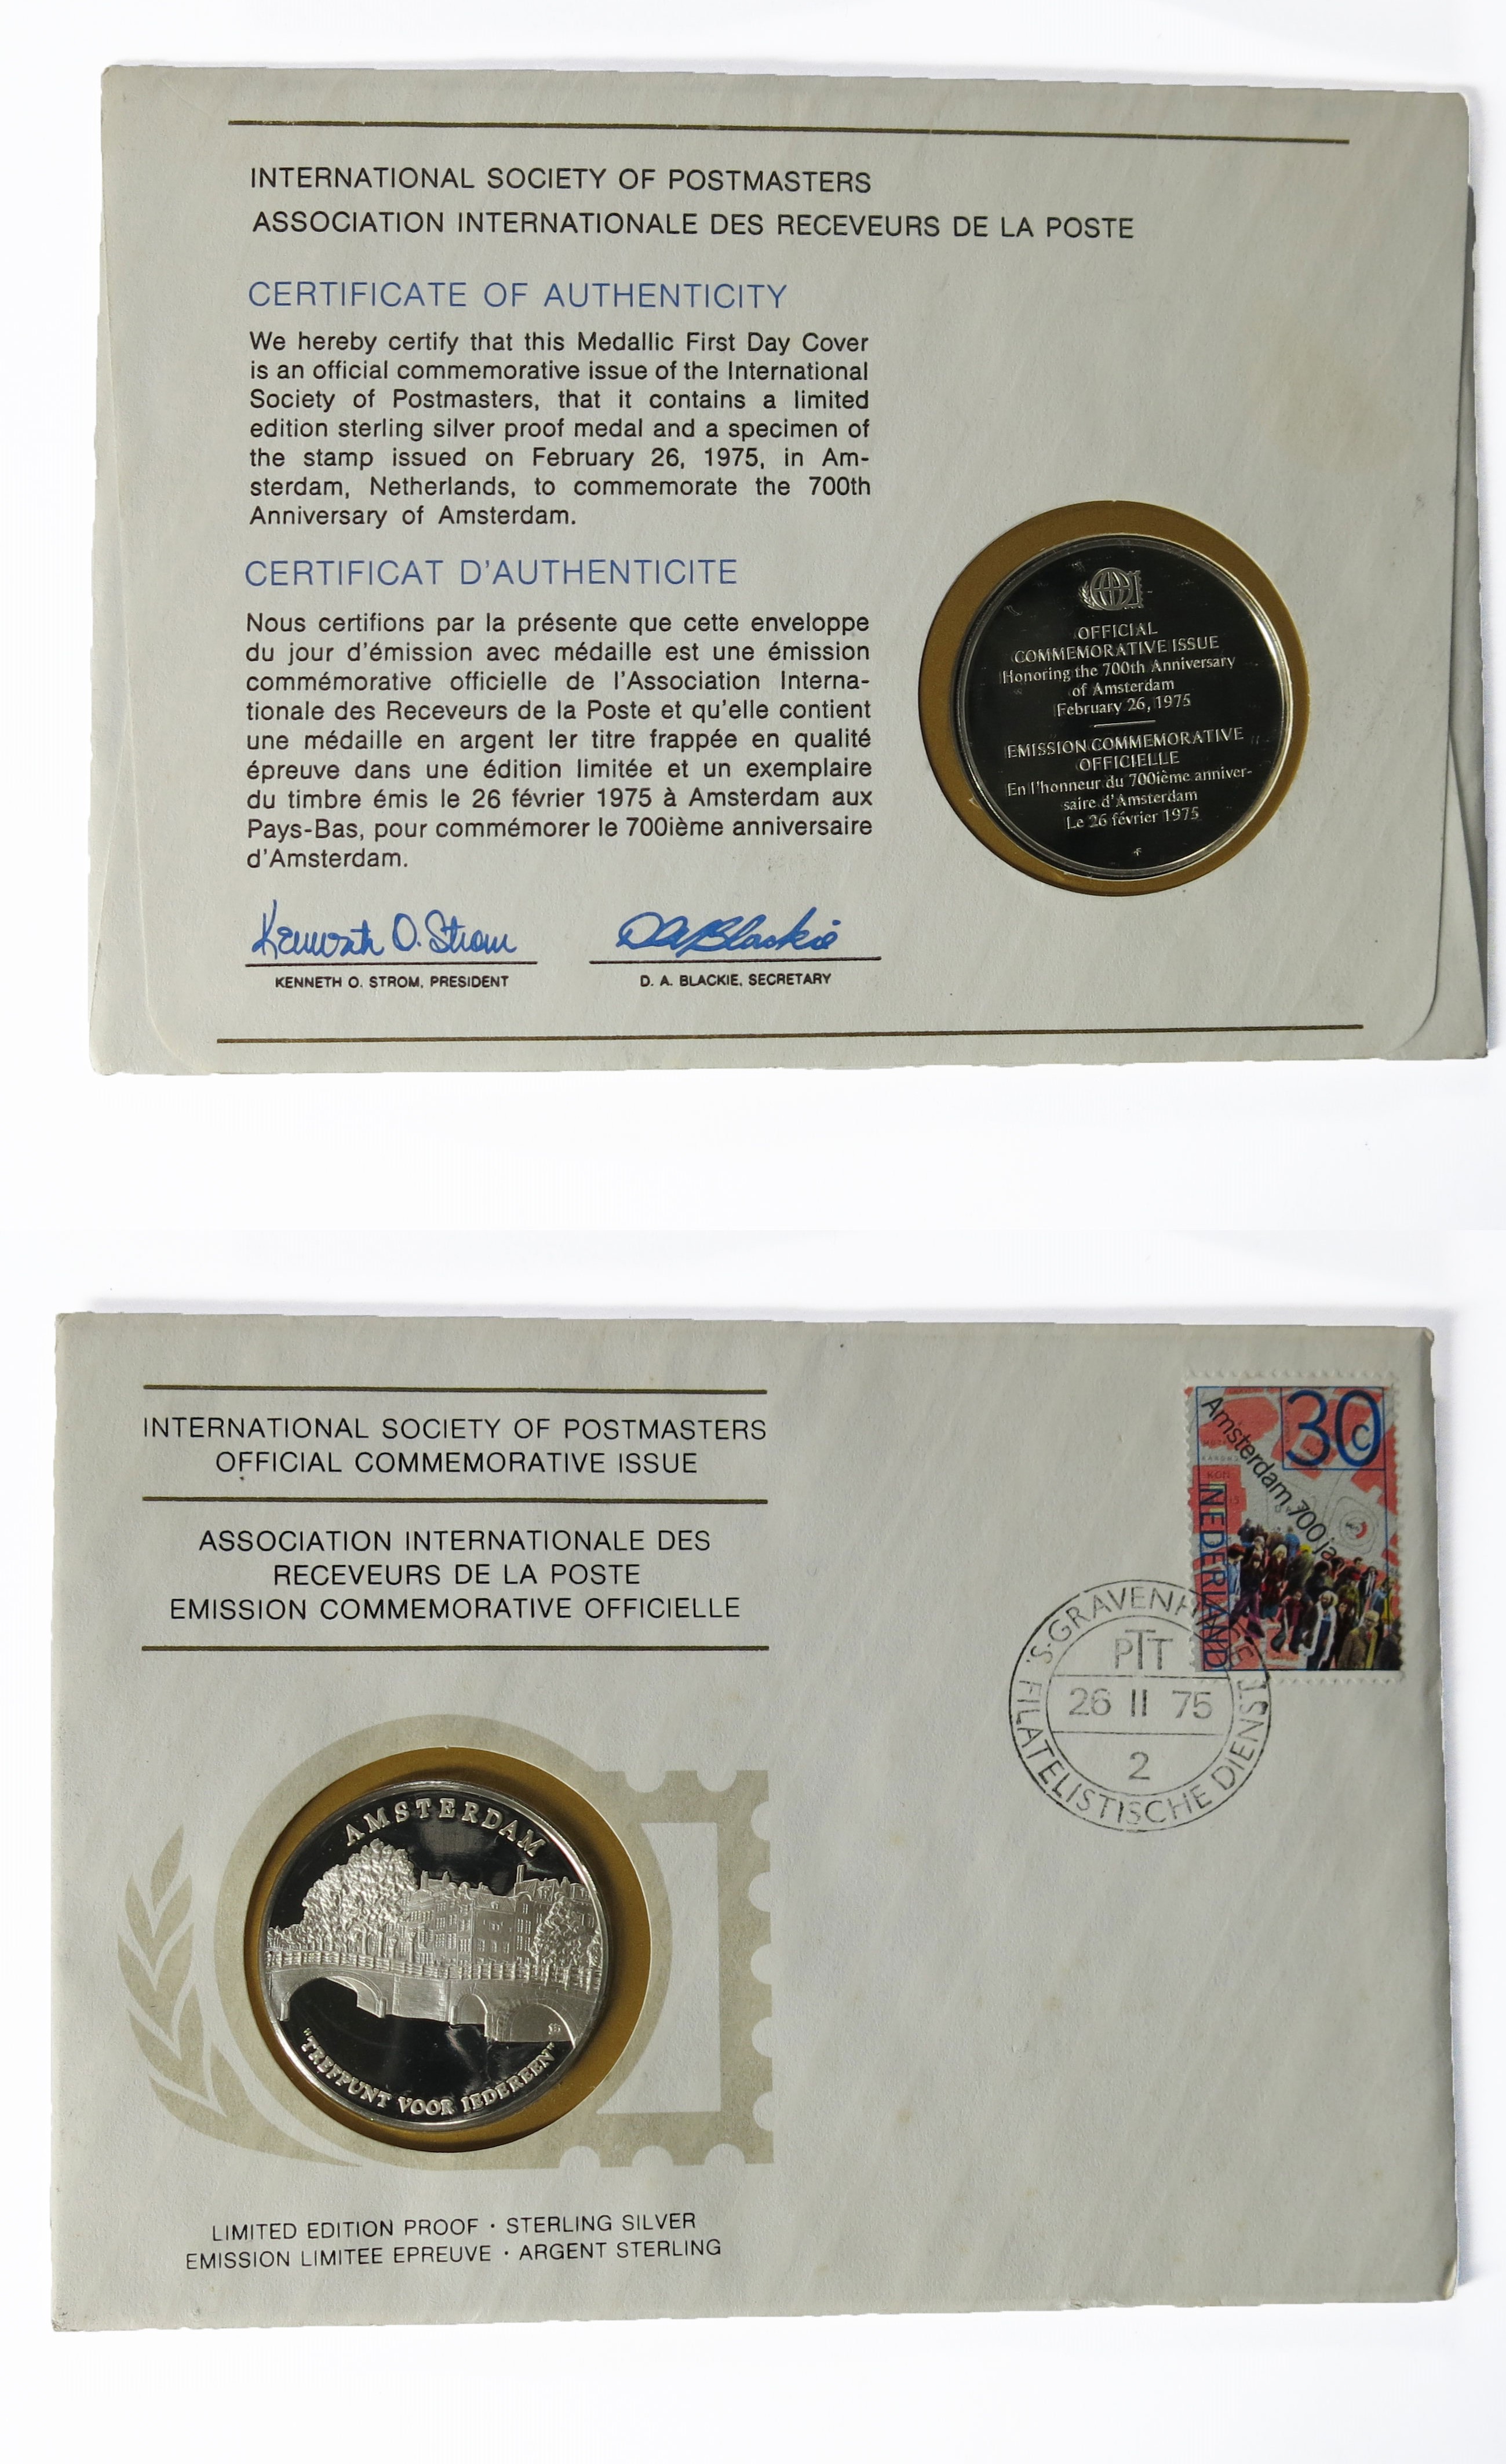 INTERNATIONAL SOCIETY OF POSTMASTERS
ASSOCIATION INTERNATIONALE DES RECEVEURS DE LA POSTE
CERTIFICATE OF AUTHENTICITY
We hereby certify that this Medallic First Day Cover
is an official commemorative issue of the International
Society of Postmasters, that it contains a limited
edition sterling silver proof medal and a specimen of
the stamp issued on February 26, 1975, in Am-
sterdam, Netherlands, to commemorate the 700th
Anniversary of Amsterdam.
CERTIFICAT D'AUTHENTICITE
Nous certifions par la présente que cette enveloppe
du jour d'émission avec médaille est une émission
commémorative officielle de l'Association Interna-
tionale des Receveurs de la Poste et qu'elle contient
une médaille en argent ler titre frappée en qualité
épreuve dans une édition limitée et un exemplaire
du timbre émis le 26 février 1975 à Amsterdam aux
Pays-Bas, pour commémorer le 700ième anniversaire
d'Amsterdam.
Kenneth O. Strom
D A Blackie
KENNETH O. STROM, PRESIDENT
D. A. BLACKIE, SECRETARY
OFFICIAL
COMMEMORATIVE ISSUE
Honoring the 700th Anniversary
of Amsterdam
February 26, 1975
EMISSION COMMEMORATIVE
OFFICIELLE
En l'honneur du 700ième anniver-
saire d'Amsterdam
Le 26 février 1975
INTERNATIONAL SOCIETY OF POSTMASTERS
OFFICIAL COMMEMORATIVE ISSUE
ASSOCIATION INTERNATIONALE DES
RECEVEURS DE LA POSTE
EMISSION COMMEMORATIVE OFFICIELLE
30c
Amsterdam 700 ja
NEDERLAND
'S-GRAVENHAGE
PTT
26 II 75
2
FILATELISTISCHE DIENST
AMSTERDAM
"TREFPUNT VOOR IEDEREEN"
LIMITED EDITION PROOF · STERLING SILVER
EMISSION LIMITEE EPREUVE · ARGENT STERLING